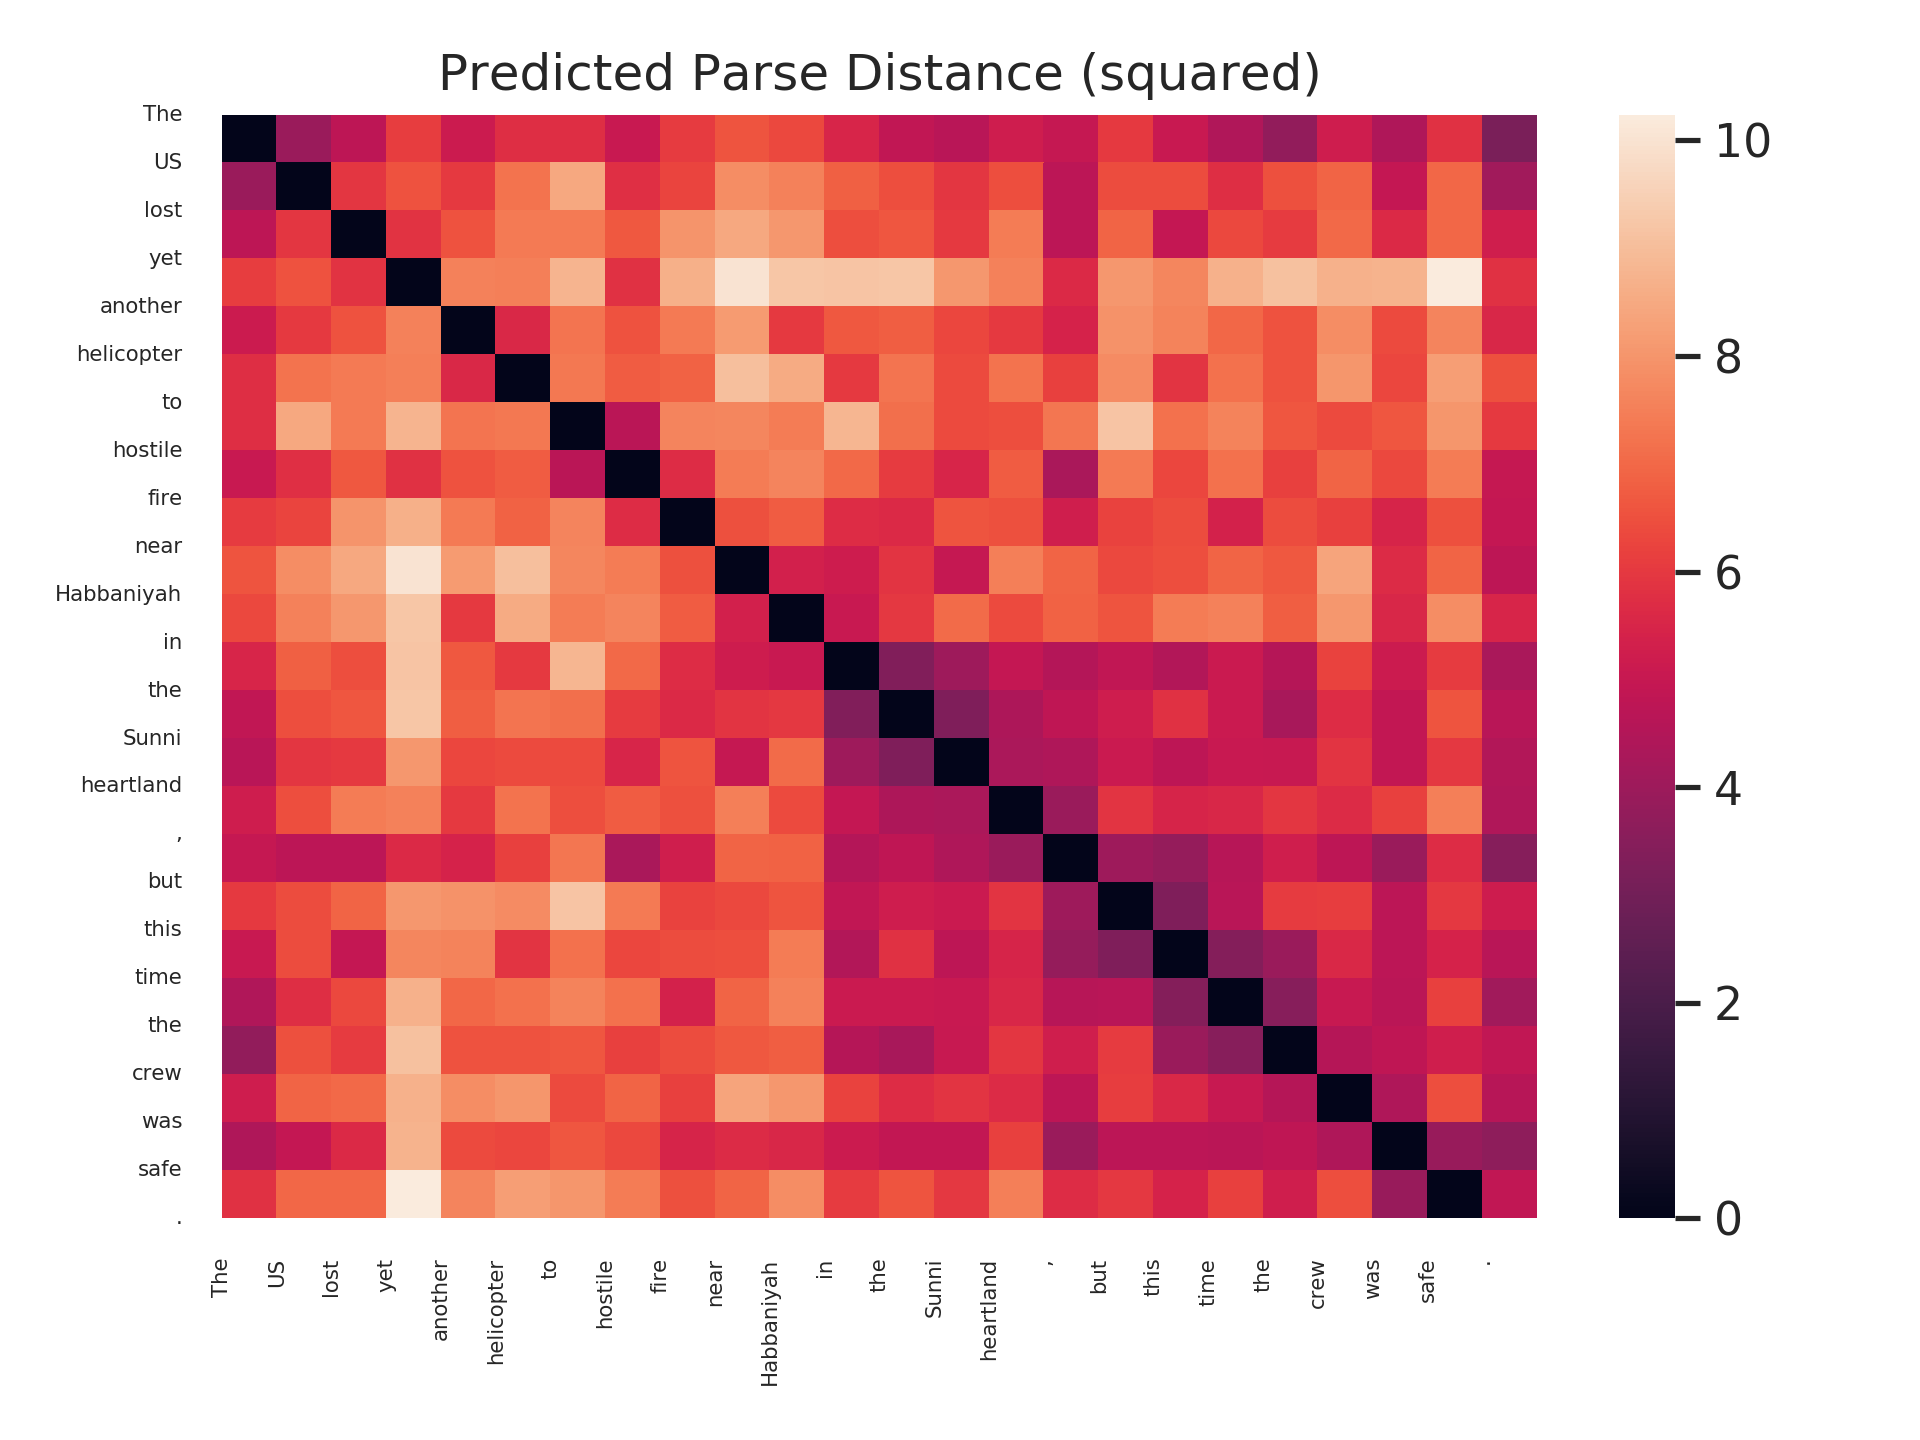 Predicted Parse Distance (squared)
The
US
lost
yet
another
helicopter
to
hostile
fire
near
Habbaniyah
in
the
Sunni
heartland
,
but
this
time
the
crew
was
safe
.
10
8
6
4
2
0
The
US
lost
yet
another
helicopter
to
hostile
fire
near
Habbaniyah
in
the
Sunni
heartland
,
but
this
time
the
crew
was
safe
.